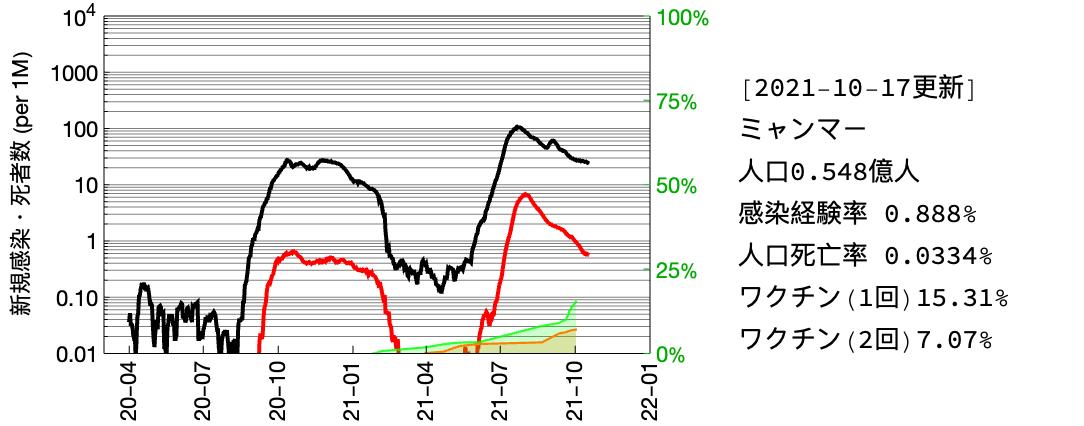 新規感染・死者数 (per 1M)
10^4
1000
100
10
1
0.10
0.01
100%
75%
50%
25%
0%
20-04
20-07
20-10
21-01
21-04
21-07
21-10
22-01
[2021-10-17更新]
ミャンマー
人口0.548億人
感染経験率 0.888%
人口死亡率 0.0334%
ワクチン(1回)15.31%
ワクチン(2回)7.07%